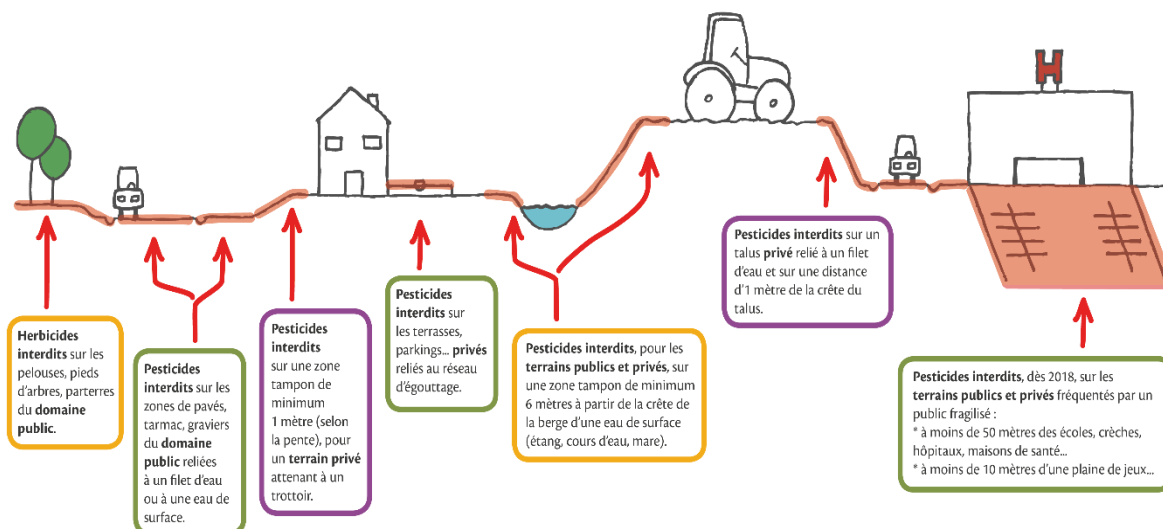 H
Herbicides
interdits sur les
pelouses, pieds
d'arbres, parterres
du domaine
public.
Pesticides
interdits sur les
zones de pavés,
tarmac, graviers
du domaine
public reliées
à un filet d'eau
ou à une eau de
surface.
Pesticides
interdits
sur une zone
tampon de
minimum
1 mètre (selon
la pente), pour
un terrain privé
attenant à un
trottoir.
Pesticides
interdits sur
les terrasses,
parkings... privés
reliés au réseau
d'égouttage.
Pesticides interdits, pour les
terrains publics et privés, sur
une zone tampon de minimum
6 mètres à partir de la crête de
la berge d'une eau de surface
(étang, cours d'eau, mare).
Pesticides interdits sur un
talus privé relié à un filet
d'eau et sur une distance
d'1 mètre de la crête du
talus.
Pesticides interdits, dès 2018, sur les
terrains publics et privés fréquentés par un
public fragilisé :
* à moins de 50 mètres des écoles, crèches,
hôpitaux, maisons de santé...
* à moins de 10 mètres d'une plaine de jeux...